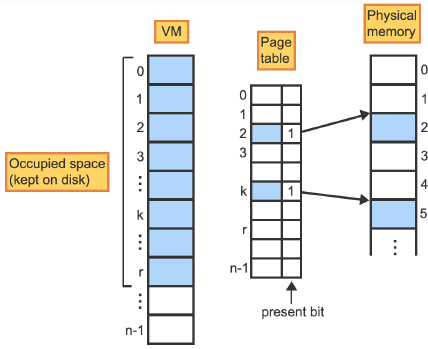 VM
0
1
2
3
⋮
k
⋮
r
⋮
n-1
Occupied space
(kept on disk)
Page
table
0
1
2 1
3
k 1
r
n-1
present bit
Physical
memory
0
1
2
3
4
5
⋮